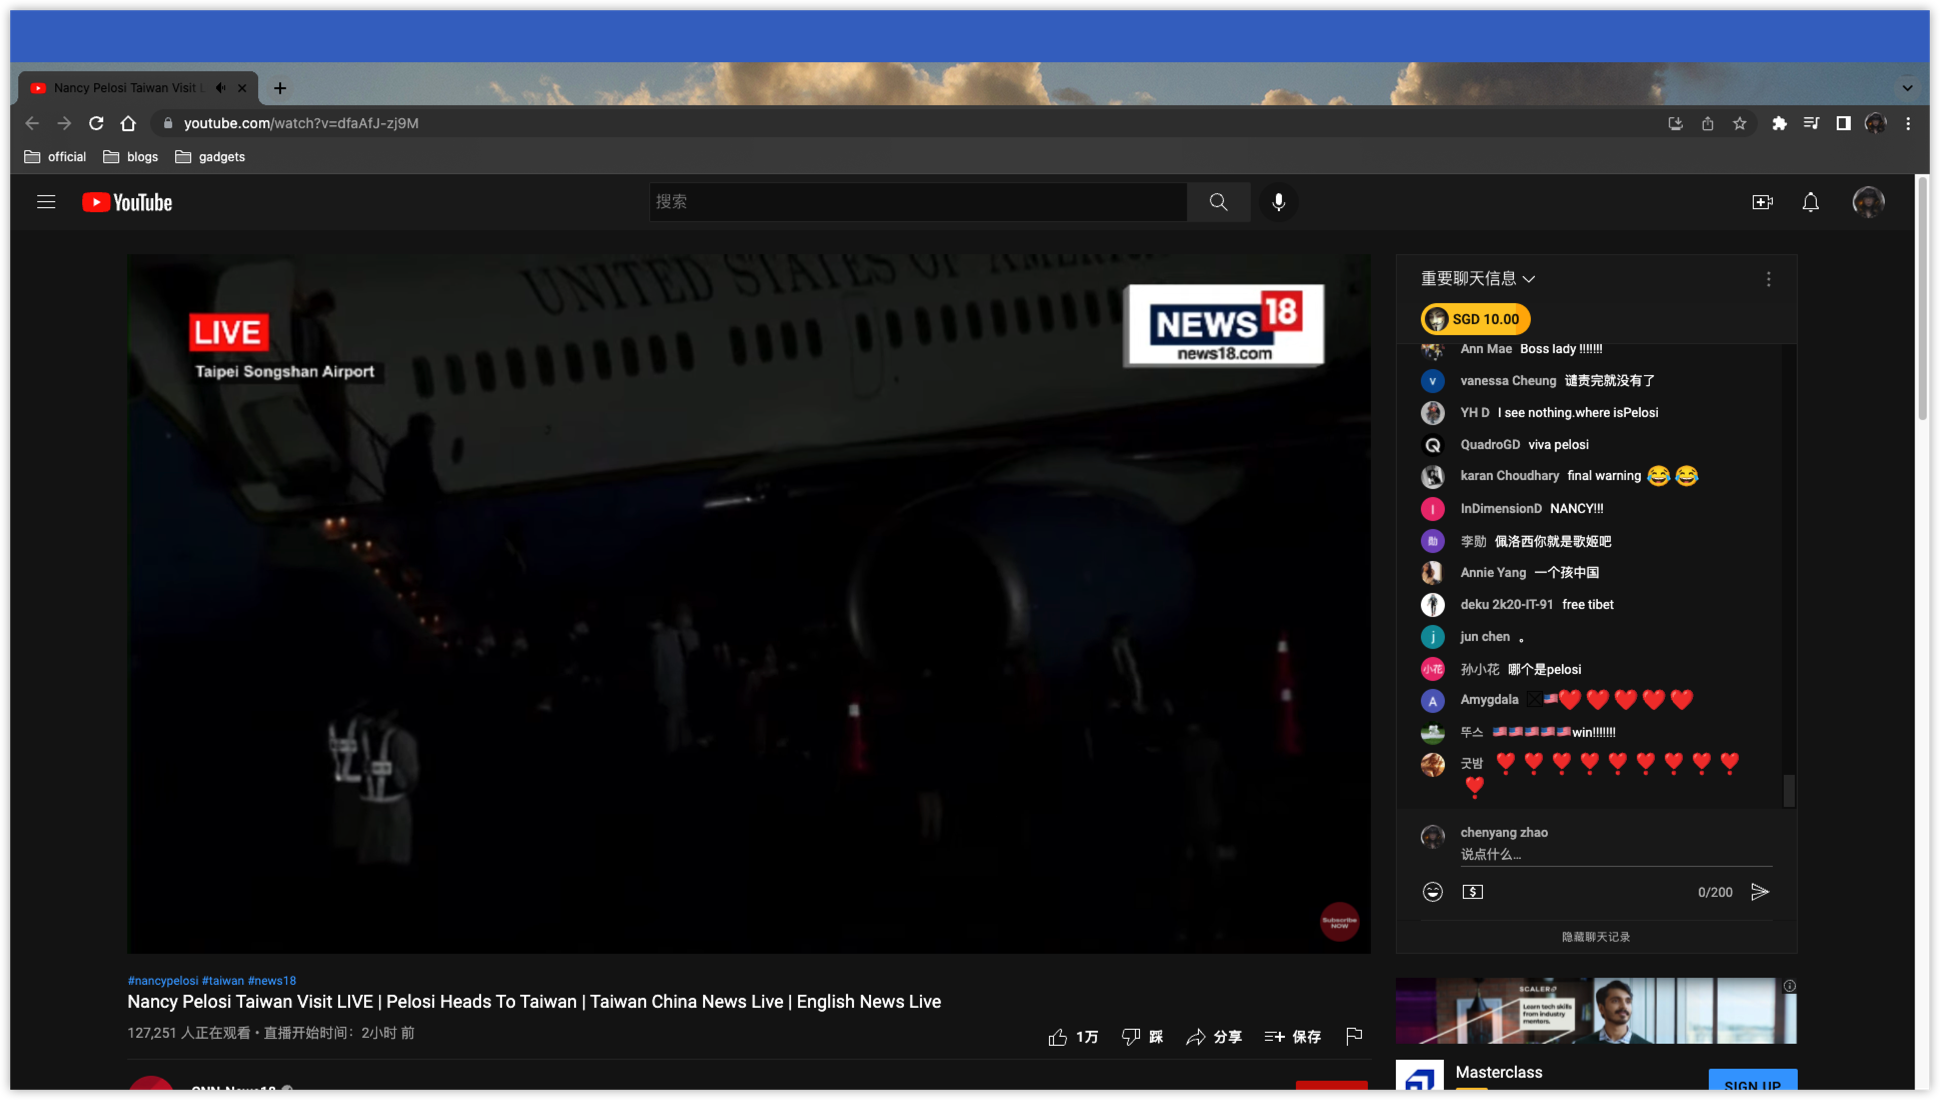 Nancy Pelosi Taiwan Visit L
youtube.com/watch?v=dfaAfJ-zj9M
official blogs gadgets
YouTube
搜索
UNITED STATES OF AMERICA
LIVE
Taipei Songshan Airport
NEWS 18
news18.com
Subscribe NOW
#nancypelosi #taiwan #news18
Nancy Pelosi Taiwan Visit LIVE | Pelosi Heads To Taiwan | Taiwan China News Live | English News Live
127,251 人正在观看 • 直播开始时间：2小时 前
1万 踩 分享 保存
CNN-News18
重要聊天信息
SGD 10.00
Ann Mae Boss lady !!!!!!!
v vanessa Cheung 谴责完就没有了
YH D I see nothing.where isPelosi
Q QuadroGD viva pelosi
karan Choudhary final warning 😂 😂
I InDimensionD NANCY!!!
勋 李勋 佩洛西你就是歌姬吧
Annie Yang 一个孩中国
deku 2k20-IT-91 free tibet
j jun chen 。
小花 孙小花 哪个是pelosi
A Amygdala 🇺🇸❤️❤️❤️❤️❤️
뚜스 🇺🇸🇺🇸🇺🇸🇺🇸🇺🇸win!!!!!!!
굿밤 ❣️❣️❣️❣️❣️❣️❣️❣️❣️
❣️
chenyang zhao
说点什么...
0/200
隐藏聊天记录
SCALER
Learn tech skills
from industry
mentors.
Masterclass
SIGN UP